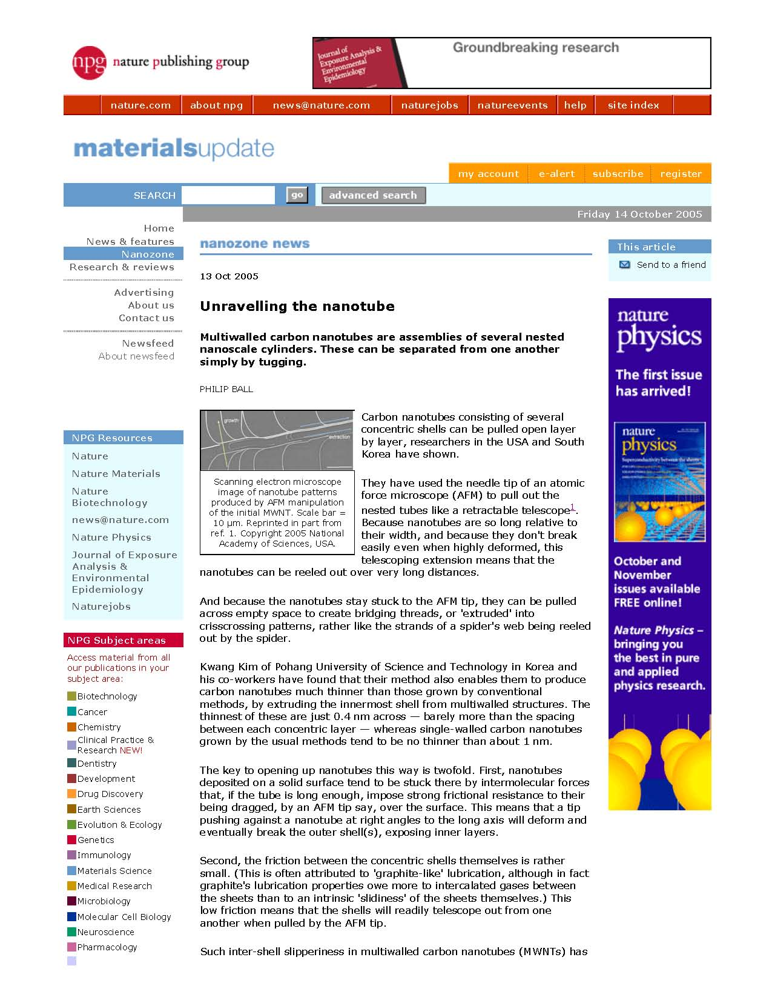 npg nature publishing group
Journal of
Exposure Analysis &
Environmental
Epidemiology
Groundbreaking research
nature.com about npg news@nature.com naturejobs natureevents help site index
materialsupdate
my account e-alert subscribe register
SEARCH go advanced search
Friday 14 October 2005
Home
News & features
Nanozone
Research & reviews
Advertising
About us
Contact us
Newsfeed
About newsfeed
NPG Resources
Nature
Nature Materials
Nature
Biotechnology
news@nature.com
Nature Physics
Journal of Exposure
Analysis &
Environmental
Epidemiology
Naturejobs
NPG Subject areas
Access material from all
our publications in your
subject area:
Biotechnology
Cancer
Chemistry
Clinical Practice &
Research NEW!
Dentistry
Development
Drug Discovery
Earth Sciences
Evolution & Ecology
Genetics
Immunology
Materials Science
Medical Research
Microbiology
Molecular Cell Biology
Neuroscience
Pharmacology
nanozone news
13 Oct 2005
Unravelling the nanotube
Multiwalled carbon nanotubes are assemblies of several nested
nanoscale cylinders. These can be separated from one another
simply by tugging.
PHILIP BALL
growth
extraction
Scanning electron microscope
image of nanotube patterns
produced by AFM manipulation
of the initial MWNT. Scale bar =
10 µm. Reprinted in part from
ref. 1. Copyright 2005 National
Academy of Sciences, USA.
Carbon nanotubes consisting of several
concentric shells can be pulled open layer
by layer, researchers in the USA and South
Korea have shown.
They have used the needle tip of an atomic
force microscope (AFM) to pull out the
nested tubes like a retractable telescope1.
Because nanotubes are so long relative to
their width, and because they don't break
easily even when highly deformed, this
telescoping extension means that the
nanotubes can be reeled out over very long distances.
And because the nanotubes stay stuck to the AFM tip, they can be pulled
across empty space to create bridging threads, or 'extruded' into
crisscrossing patterns, rather like the strands of a spider's web being reeled
out by the spider.
Kwang Kim of Pohang University of Science and Technology in Korea and
his co-workers have found that their method also enables them to produce
carbon nanotubes much thinner than those grown by conventional
methods, by extruding the innermost shell from multiwalled structures. The
thinnest of these are just 0.4 nm across — barely more than the spacing
between each concentric layer — whereas single-walled carbon nanotubes
grown by the usual methods tend to be no thinner than about 1 nm.
The key to opening up nanotubes this way is twofold. First, nanotubes
deposited on a solid surface tend to be stuck there by intermolecular forces
that, if the tube is long enough, impose strong frictional resistance to their
being dragged, by an AFM tip say, over the surface. This means that a tip
pushing against a nanotube at right angles to the long axis will deform and
eventually break the outer shell(s), exposing inner layers.
Second, the friction between the concentric shells themselves is rather
small. (This is often attributed to 'graphite-like' lubrication, although in fact
graphite's lubrication properties owe more to intercalated gases between
the sheets than to an intrinsic 'slidiness' of the sheets themselves.) This
low friction means that the shells will readily telescope out from one
another when pulled by the AFM tip.
Such inter-shell slipperiness in multiwalled carbon nanotubes (MWNTs) has
This article
Send to a friend
nature
physics
The first issue
has arrived!
nature
physics
Superconductivity between the sheets
October and
November
issues available
FREE online!
Nature Physics –
bringing you
the best in pure
and applied
physics research.